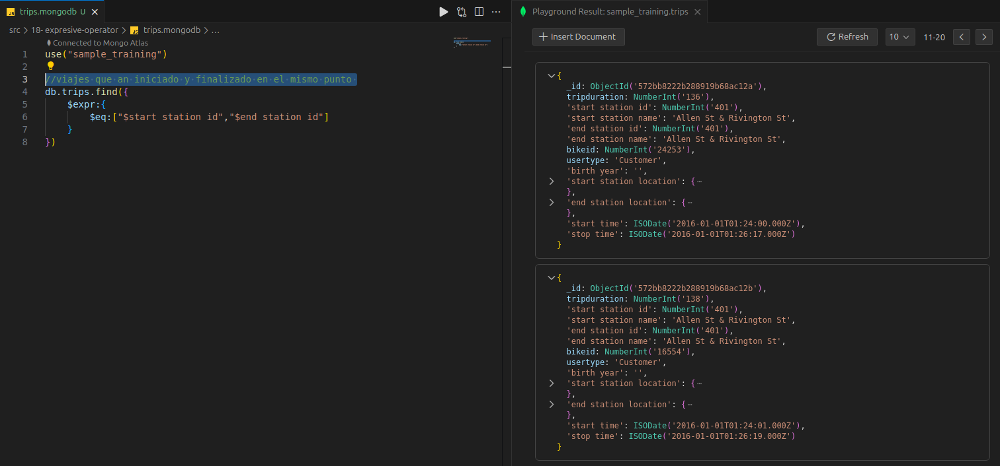 JS trips.mongodb U
Playground Result: sample_training.trips
src > 18- expresive-operator > JS trips.mongodb > ...
Insert Document
Refresh
10
11-20
Connected to Mongo Atlas
1 use("sample_training")
2
3 //viajes·que·an·iniciado·y·finalizado·en·el·mismo·punto·
4 db.trips.find({
5 $expr:{
6 $eq:["$start station id","$end station id"]
7 }
8 })
{
_id: ObjectId('572bb8222b288919b68ac12a'),
tripduration: NumberInt('136'),
'start station id': NumberInt('401'),
'start station name': 'Allen St & Rivington St',
'end station id': NumberInt('401'),
'end station name': 'Allen St & Rivington St',
bikeid: NumberInt('24253'),
usertype: 'Customer',
'birth year': '',
'start station location': {···
},
'end station location': {···
},
'start time': ISODate('2016-01-01T01:24:00.000Z'),
'stop time': ISODate('2016-01-01T01:26:17.000Z')
}
{
_id: ObjectId('572bb8222b288919b68ac12b'),
tripduration: NumberInt('138'),
'start station id': NumberInt('401'),
'start station name': 'Allen St & Rivington St',
'end station id': NumberInt('401'),
'end station name': 'Allen St & Rivington St',
bikeid: NumberInt('16554'),
usertype: 'Customer',
'birth year': '',
'start station location': {···
},
'end station location': {···
},
'start time': ISODate('2016-01-01T01:24:01.000Z'),
'stop time': ISODate('2016-01-01T01:26:19.000Z')
}